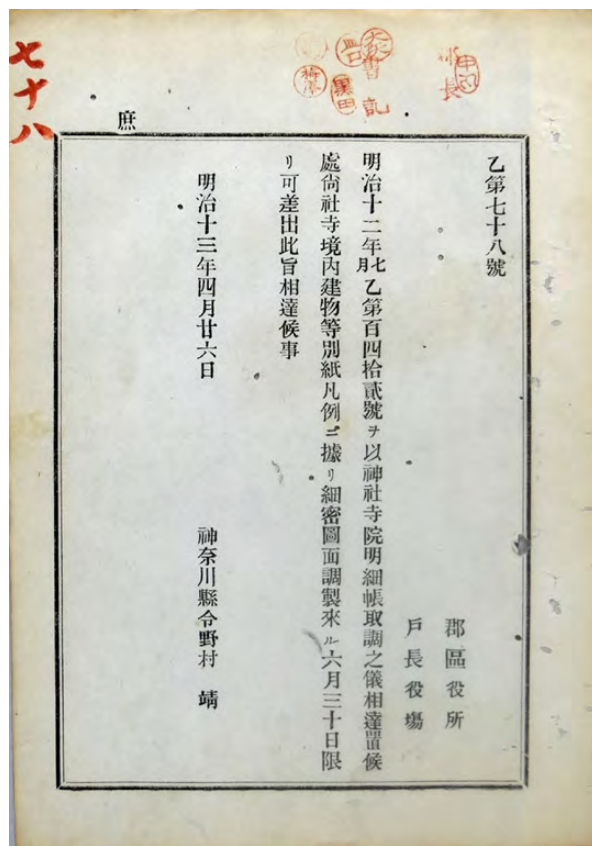 七十八
庶
乙第七十八號
郡區役所
戶長役塲
明治十二年七月乙第百四拾貳號ヲ以神社寺院明細帳取調之儀相達置候
處尙社寺境內建物等別紙凡例ニ據リ細密圖面調製來ル六月三十日限
リ可差出此旨相達候事
明治十三年四月廿六日
神奈川縣令野村 靖